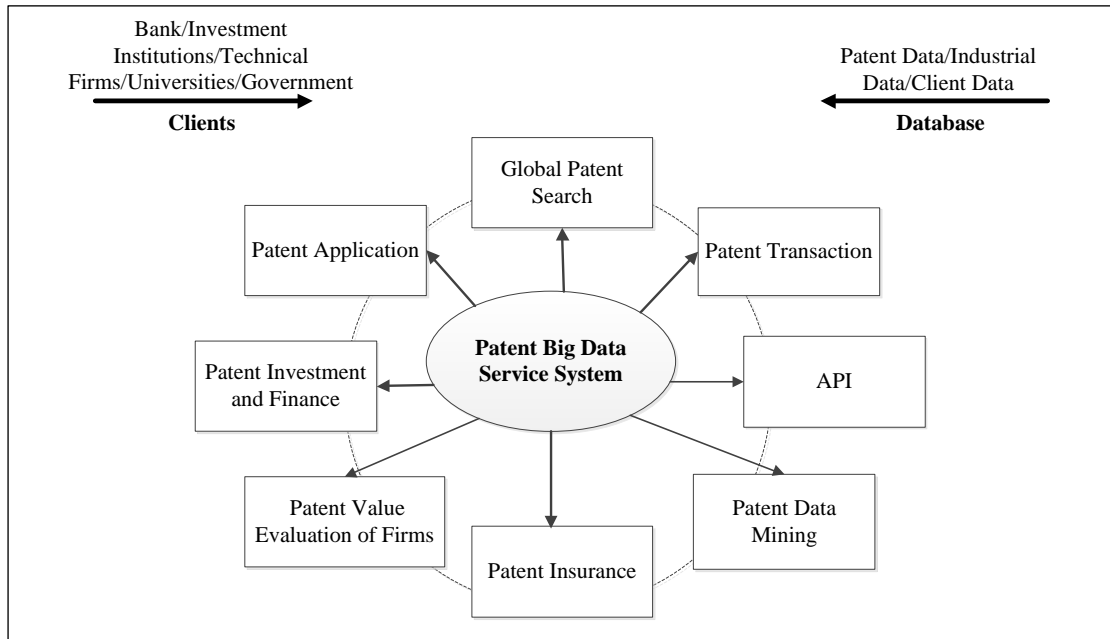 Bank/Investment
Institutions/Technical
Firms/Universities/Government
Clients
Patent Data/Industrial
Data/Client Data
Database
Global Patent
Search
Patent Application
Patent Transaction
Patent Big Data
Service System
Patent Investment
and Finance
API
Patent Value
Evaluation of Firms
Patent Data
Mining
Patent Insurance